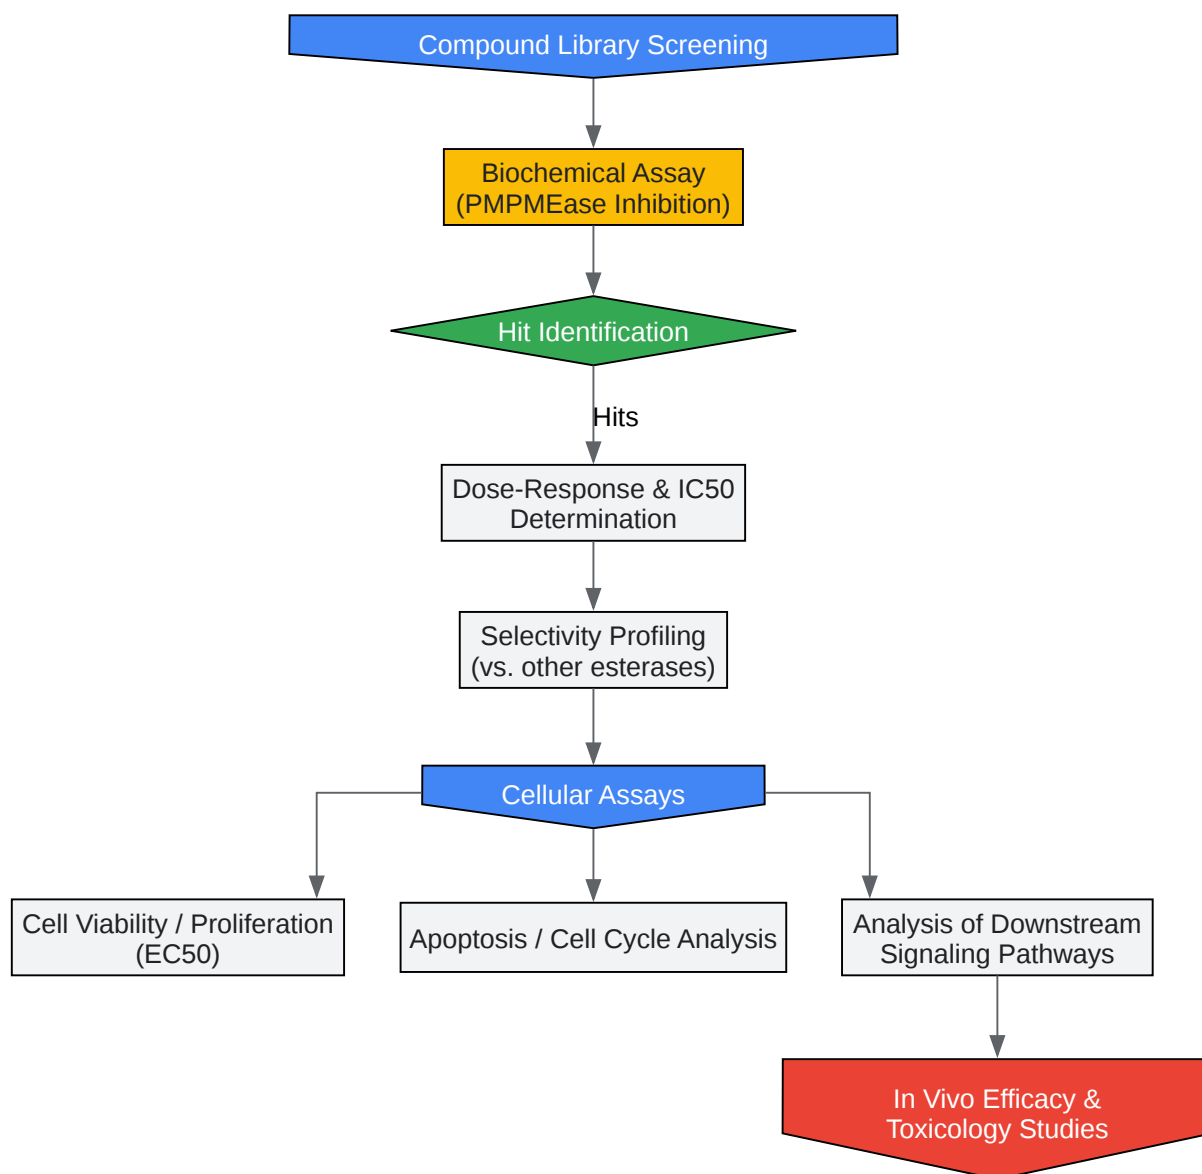 Compound Library Screening
Biochemical Assay
(PMPMEase Inhibition)
Hit Identification
Hits
Dose-Response & IC50
Determination
Selectivity Profiling
(vs. other esterases)
Cellular Assays
Cell Viability / Proliferation
(EC50)
Apoptosis / Cell Cycle Analysis
Analysis of Downstream
Signaling Pathways
In Vivo Efficacy &
Toxicology Studies